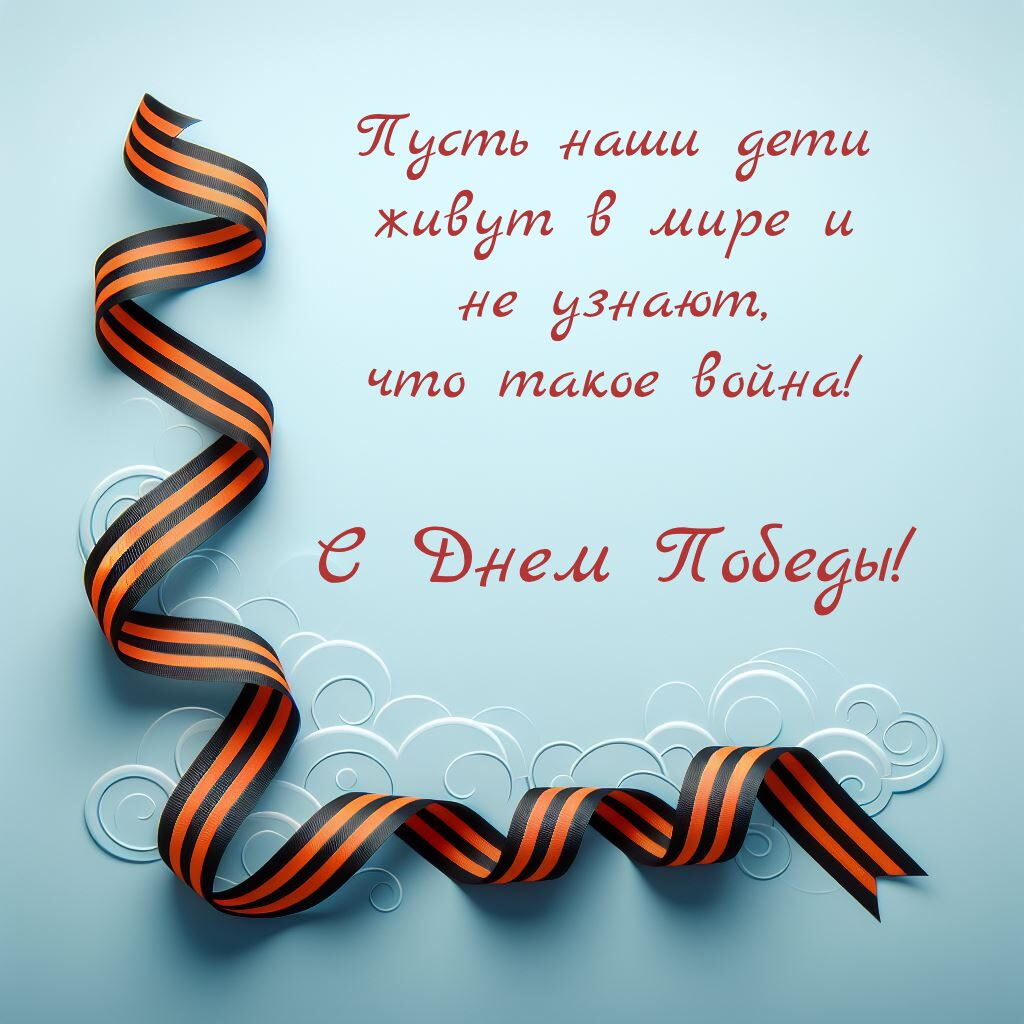 Пусть наши дети
живут в мире и
не узнают,
что такое война!
С Днем Победы!